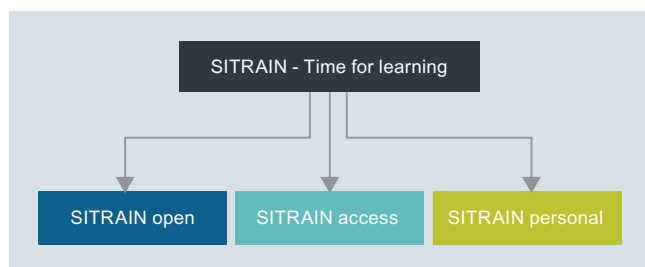 SITRAIN - Time for learning
SITRAIN open
SITRAIN access
SITRAIN personal